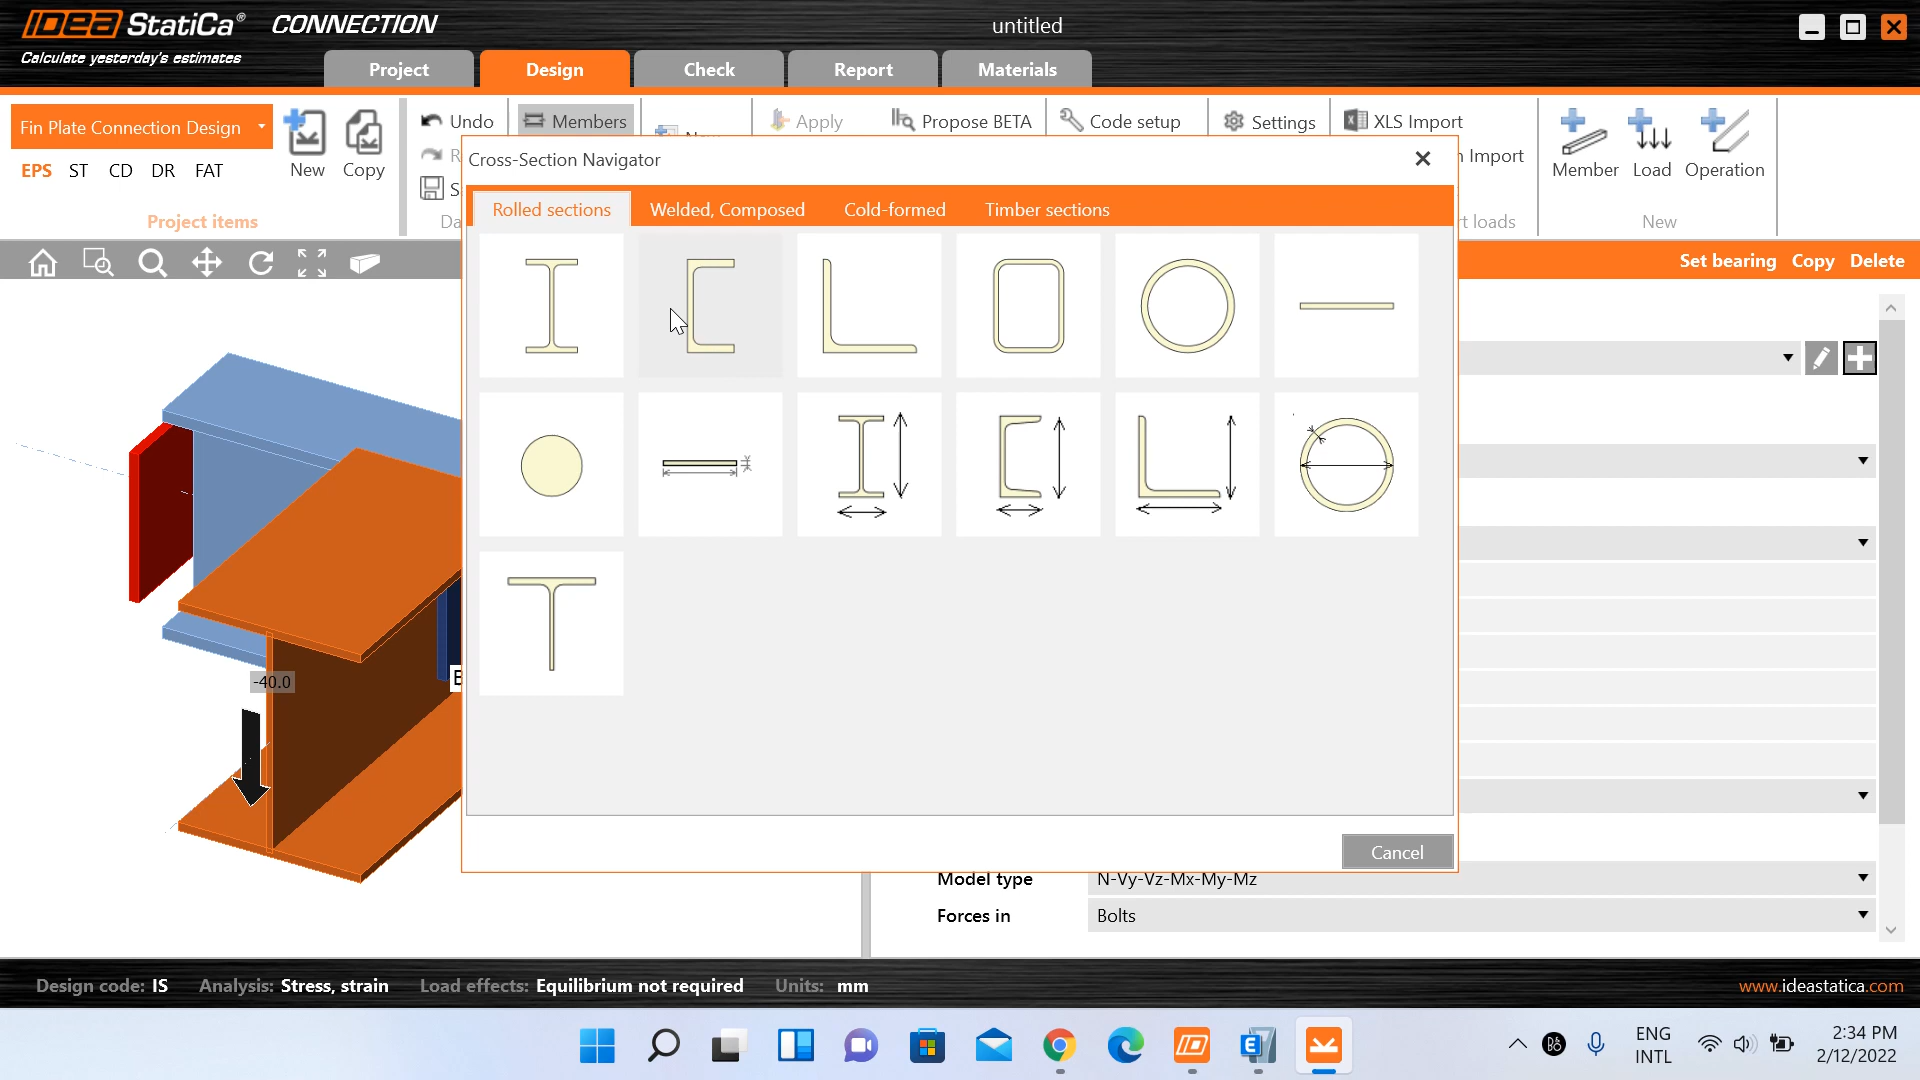 IDEA StatiCa® CONNECTION
Calculate yesterday's estimates
untitled
Project
Design
Check
Report
Materials
Fin Plate Connection Design
EPS ST CD DR FAT
New
Copy
Project items
Undo
Members
Apply
Propose BETA
Code setup
Settings
XLS Import
Import
Member
Load
Operation
New
Cross-Section Navigator
Rolled sections
Welded, Composed
Cold-formed
Timber sections
Set bearing Copy Delete
-40.0
Cancel
Model type
N-Vy-Vz-Mx-My-Mz
Forces in
Bolts
Design code: IS Analysis: Stress, strain Load effects: Equilibrium not required Units: mm
www.ideastatica.com
ENG
INTL
2:34 PM
2/12/2022